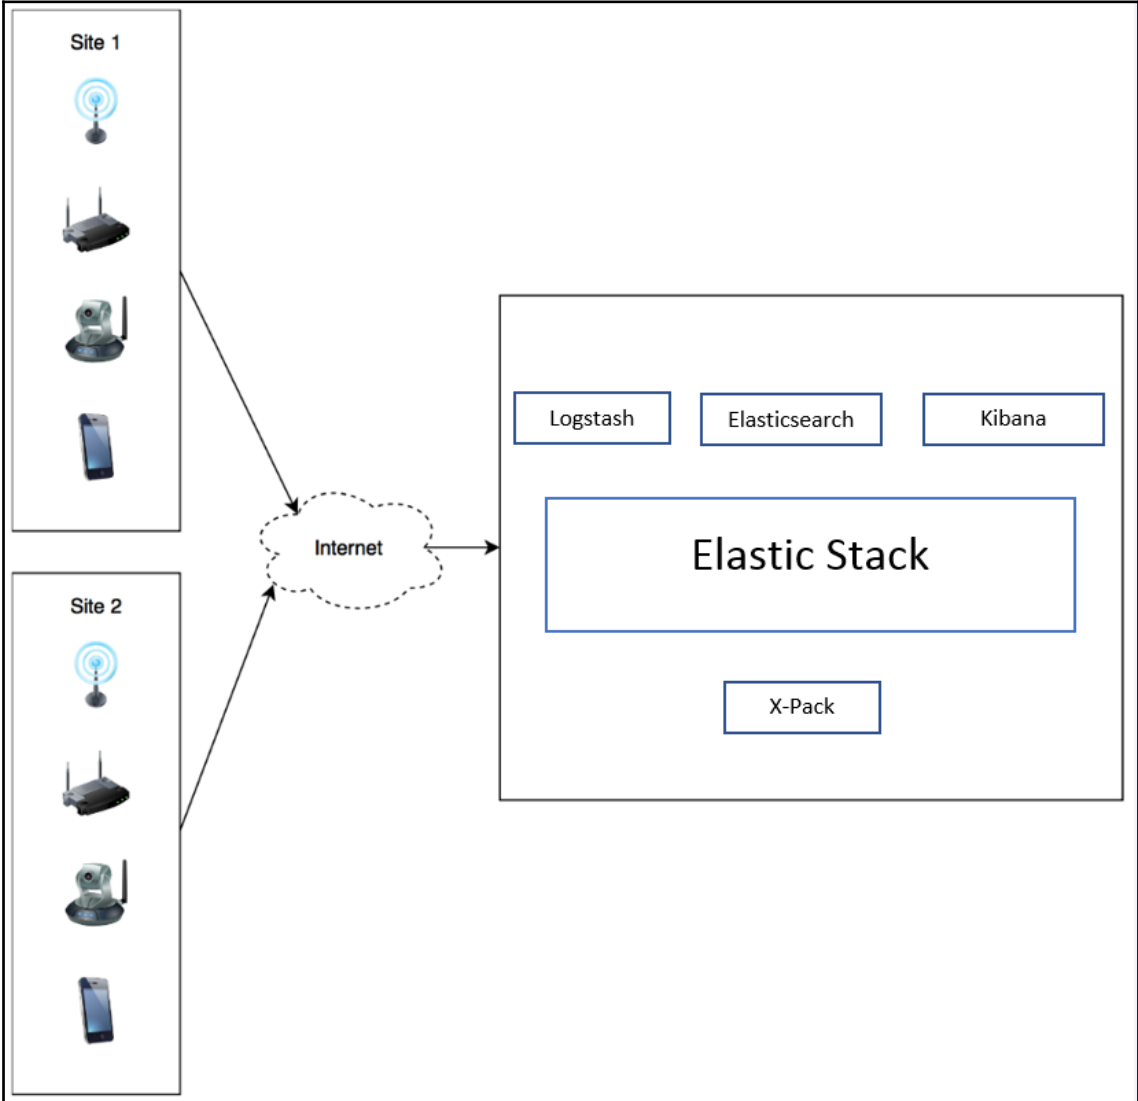 Site 1
Internet
Site 2
Logstash
Elasticsearch
Kibana
Elastic Stack
X-Pack